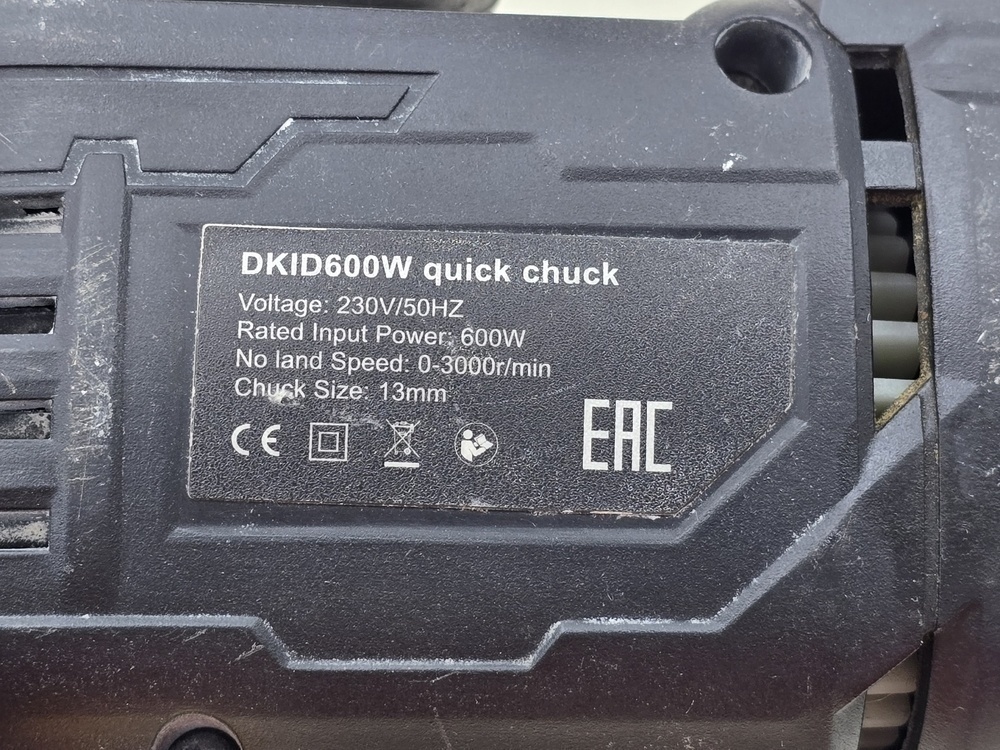 DKID600W quick chuck
Voltage: 230V/50HZ
Rated Input Power: 600W
No land Speed: 0-3000r/min
Chuck Size: 13mm
CE
EAC